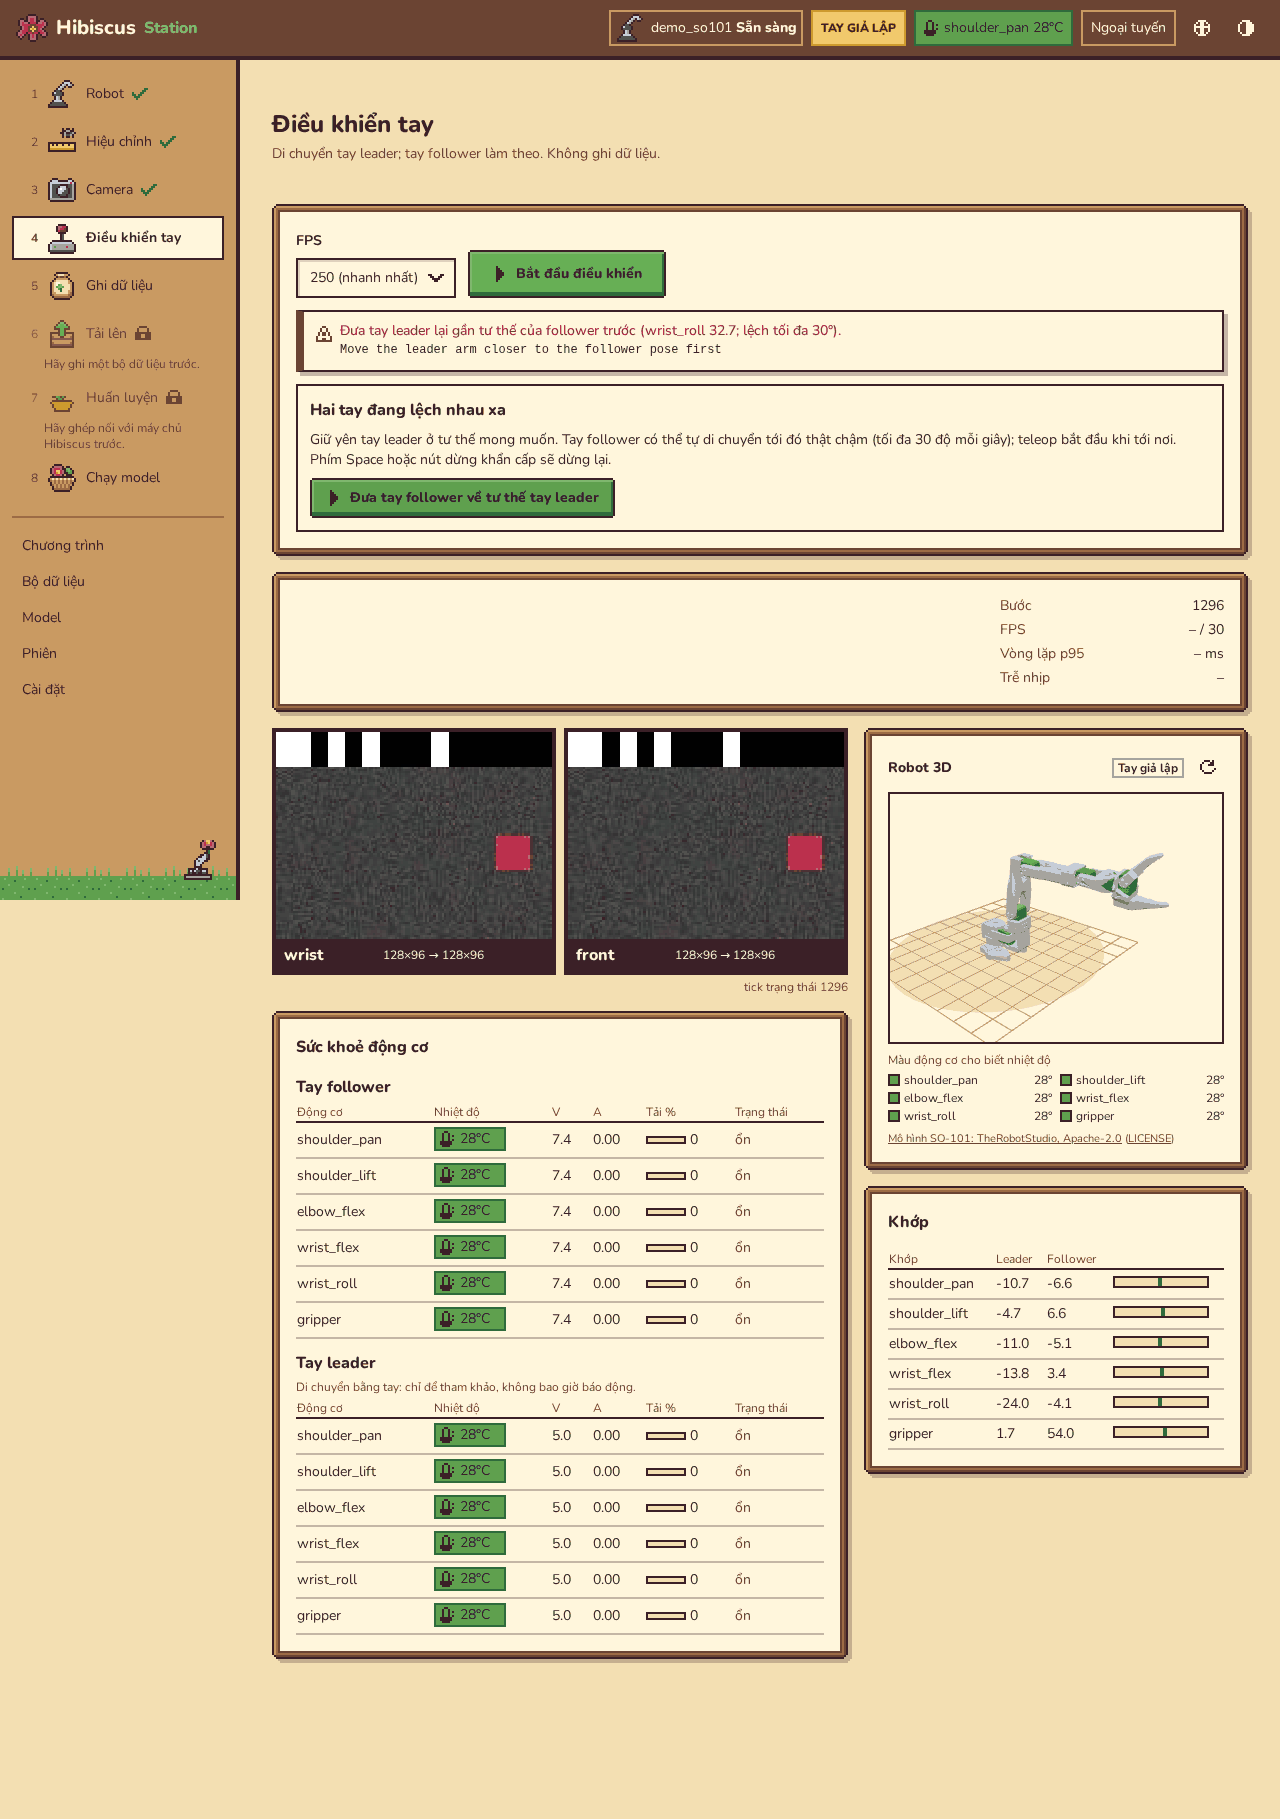 Hibiscus Station
demo_so101 Sẵn sàng
TAY GIẢ LẬP
shoulder_pan 28°C
Ngoại tuyến
1 Robot
2 Hiệu chỉnh
3 Camera
4 Điều khiển tay
5 Ghi dữ liệu
6 Tải lên
Hãy ghi một bộ dữ liệu trước.
7 Huấn luyện
Hãy ghép nối với máy chủ
Hibiscus trước.
8 Chạy model
Chương trình
Bộ dữ liệu
Model
Phiên
Cài đặt
Điều khiển tay
Di chuyển tay leader; tay follower làm theo. Không ghi dữ liệu.
FPS
250 (nhanh nhất)
Bắt đầu điều khiển
Đưa tay leader lại gần tư thế của follower trước (wrist_roll 32.7; lệch tối đa 30°).
Move the leader arm closer to the follower pose first
Hai tay đang lệch nhau xa
Giữ yên tay leader ở tư thế mong muốn. Tay follower có thể tự di chuyển tới đó thật chậm (tối đa 30 độ mỗi giây); teleop bắt đầu khi tới nơi.
Phím Space hoặc nút dừng khẩn cấp sẽ dừng lại.
Đưa tay follower về tư thế tay leader
Bước 1296
FPS – / 30
Vòng lặp p95 – ms
Trễ nhịp –
wrist 128×96 → 128×96
front 128×96 → 128×96
tick trạng thái 1296
Sức khoẻ động cơ
Tay follower
Động cơ Nhiệt độ V A Tải % Trạng thái
shoulder_pan 28°C 7.4 0.00 0 ổn
shoulder_lift 28°C 7.4 0.00 0 ổn
elbow_flex 28°C 7.4 0.00 0 ổn
wrist_flex 28°C 7.4 0.00 0 ổn
wrist_roll 28°C 7.4 0.00 0 ổn
gripper 28°C 7.4 0.00 0 ổn
Tay leader
Di chuyển bằng tay: chỉ để tham khảo, không bao giờ báo động.
Động cơ Nhiệt độ V A Tải % Trạng thái
shoulder_pan 28°C 5.0 0.00 0 ổn
shoulder_lift 28°C 5.0 0.00 0 ổn
elbow_flex 28°C 5.0 0.00 0 ổn
wrist_flex 28°C 5.0 0.00 0 ổn
wrist_roll 28°C 5.0 0.00 0 ổn
gripper 28°C 5.0 0.00 0 ổn
Robot 3D
Tay giả lập
Màu động cơ cho biết nhiệt độ
shoulder_pan 28° shoulder_lift 28°
elbow_flex 28° wrist_flex 28°
wrist_roll 28° gripper 28°
Mô hình SO-101: TheRobotStudio, Apache-2.0 (LICENSE)
Khớp
Khớp Leader Follower
shoulder_pan -10.7 -6.6
shoulder_lift -4.7 6.6
elbow_flex -11.0 -5.1
wrist_flex -13.8 3.4
wrist_roll -24.0 -4.1
gripper 1.7 54.0